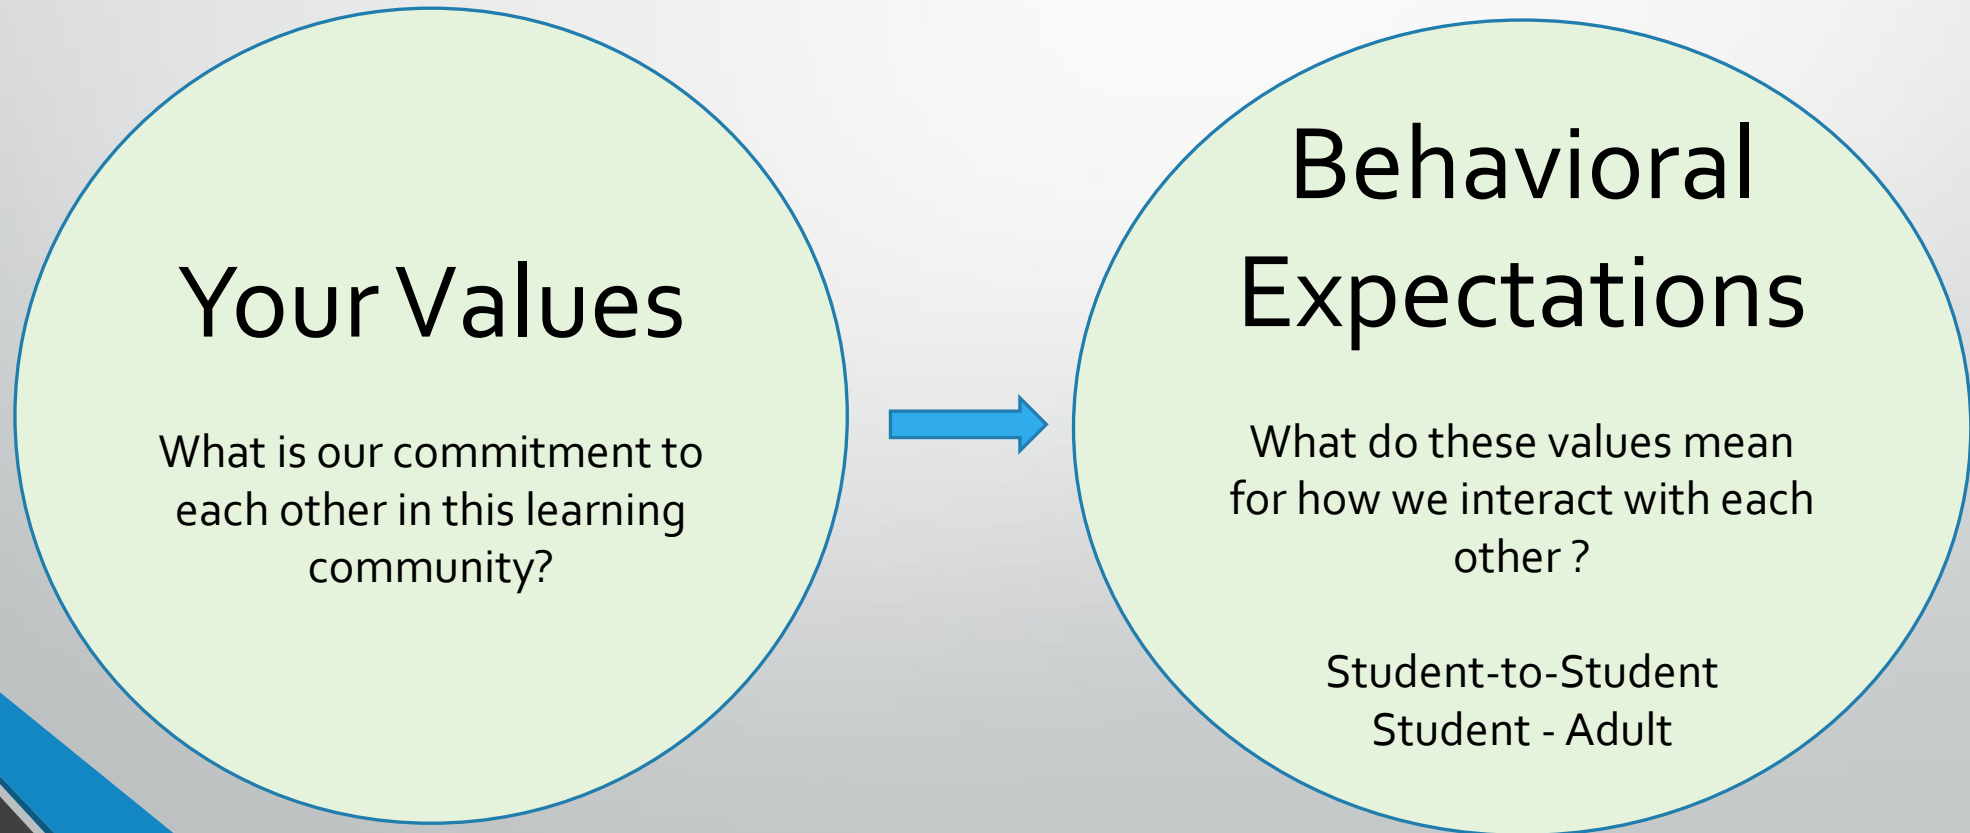 Your Values
What is our commitment to
each other in this learning
community?
Behavioral
Expectations
What do these values mean
for how we interact with each
other ?
Student-to-Student
Student - Adult